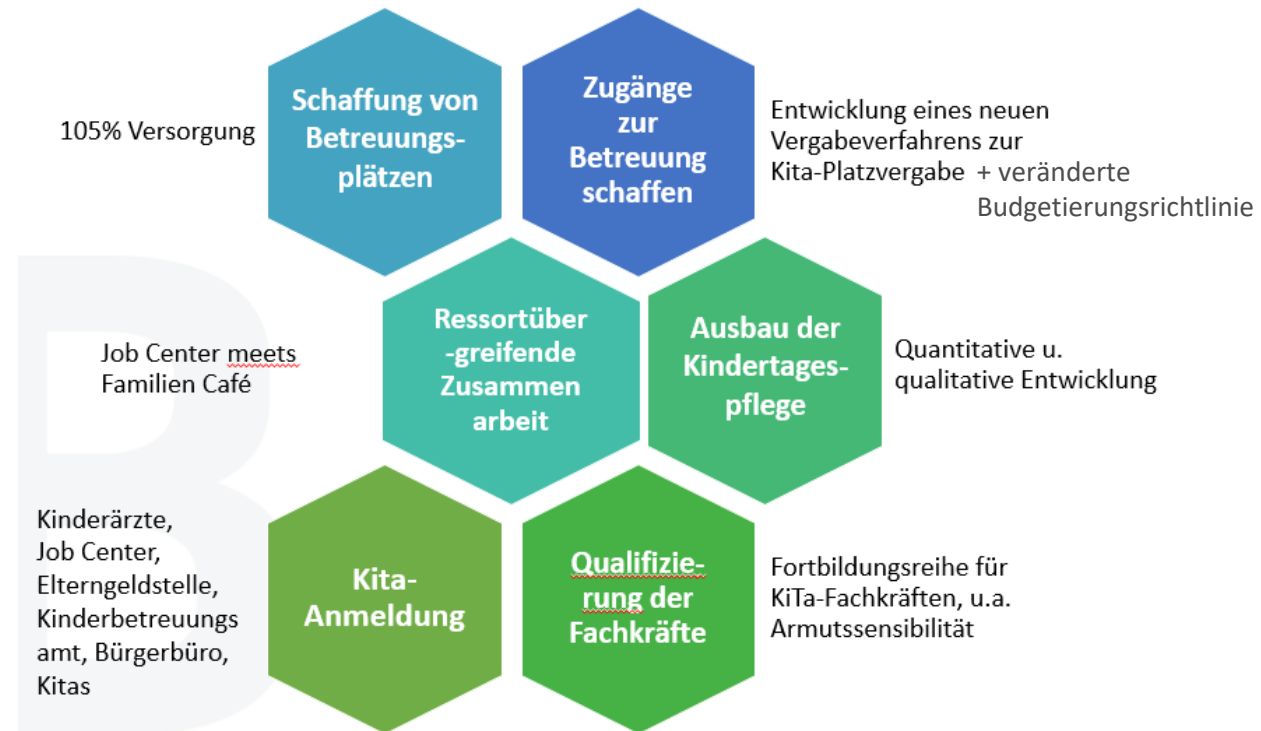 105% Versorgung
Schaffung von
Betreuungs-
plätzen
Zugänge
zur
Betreuung
schaffen
Entwicklung eines neuen
Vergabeverfahrens zur
Kita-Platzvergabe + veränderte
Budgetierungsrichtlinie
Job Center meets
Familien Café
Ressortüber
-greifende
Zusammen
arbeit
Ausbau der
Kindertages-
pflege
Quantitative u.
qualitative Entwicklung
Kinderärzte,
Job Center,
Elterngeldstelle,
Kinderbetreuungs
amt, Bürgerbüro,
Kitas
Kita-
Anmeldung
Qualifizie-
rung der
Fachkräfte
Fortbildungsreihe für
KiTa-Fachkräften, u.a.
Armutssensibilität